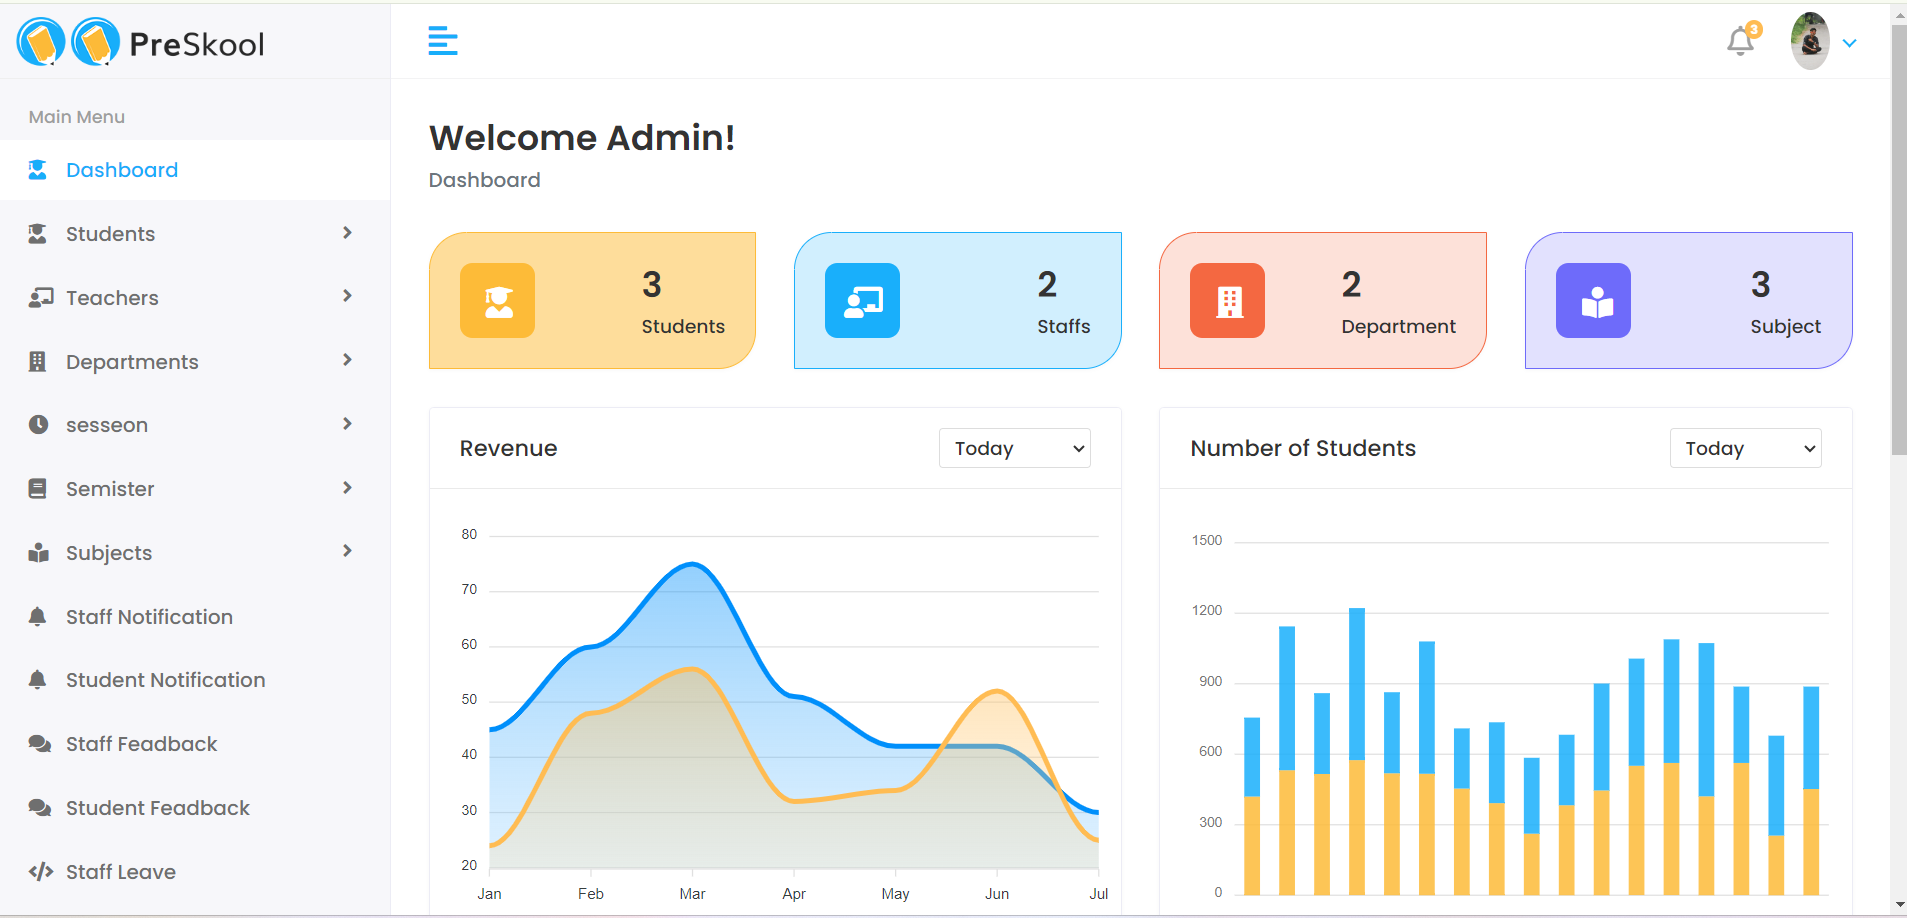 PreSkool
3
Main Menu
Dashboard
Students
Teachers
Departments
sesseon
Semister
Subjects
Staff Notification
Student Notification
Staff Feadback
Student Feadback
Staff Leave
Welcome Admin!
Dashboard
3
Students
2
Staffs
2
Department
3
Subject
Revenue
Today
80
70
60
50
40
30
20
Jan Feb Mar Apr May Jun Jul
Number of Students
Today
1500
1200
900
600
300
0